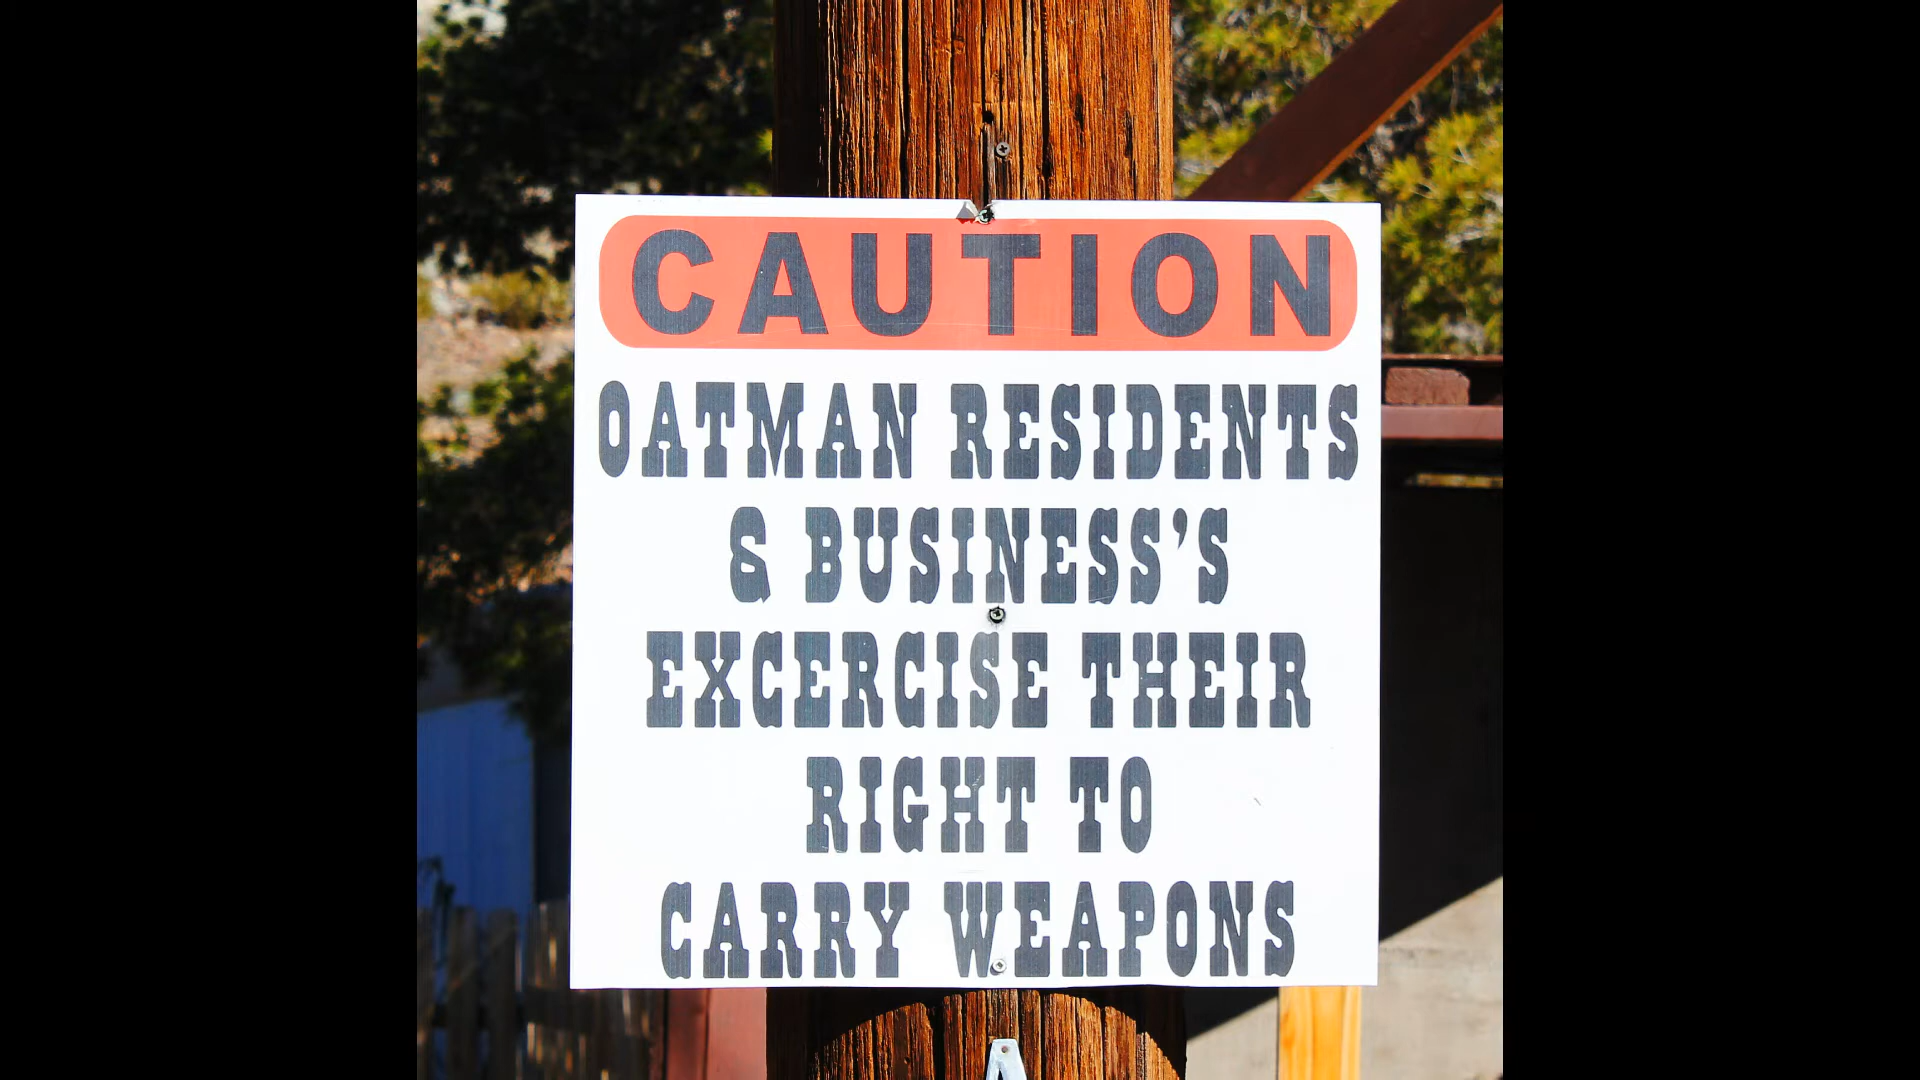 CAUTION
OATMAN RESIDENTS
& BUSINESS'S
EXCERCISE THEIR
RIGHT TO
CARRY WEAPONS
A